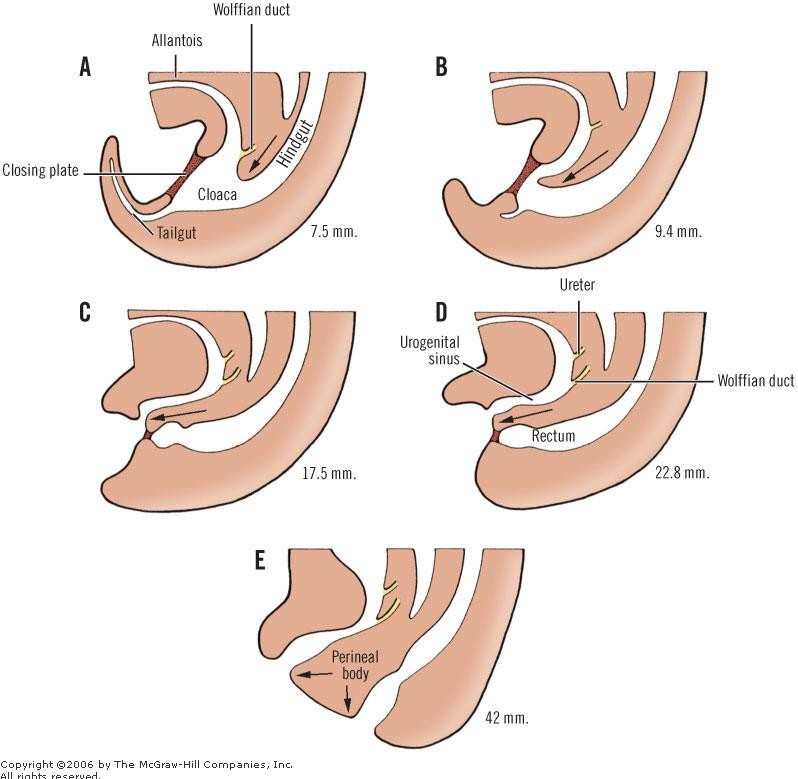 Wolffian duct
Allantois
A
B
Closing plate
Hindgut
Cloaca
Tailgut
7.5 mm.
9.4 mm.
C
D
Ureter
Urogenital
sinus
Wolffian duct
Rectum
17.5 mm.
22.8 mm.
E
Perineal
body
42 mm.
Copyright ©2006 by The McGraw-Hill Companies, Inc.
All rights reserved.